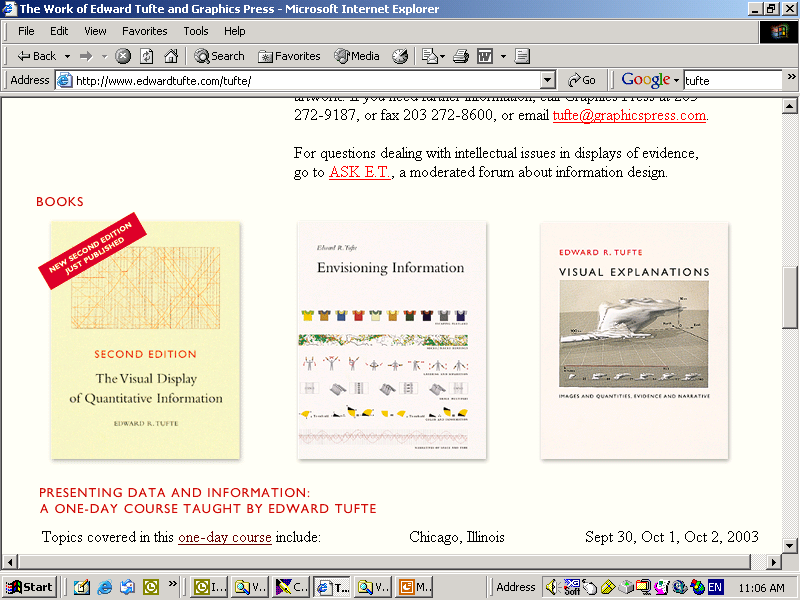 The Work of Edward Tufte and Graphics Press - Microsoft Internet Explorer
File Edit View Favorites Tools Help
Back Search Favorites Media
Address http://www.edwardtufte.com/tufte/ Go Google tufte
artwork. If you need further information, call Graphics Press at 203
272-9187, or fax 203 272-8600, or email tufte@graphicspress.com.
For questions dealing with intellectual issues in displays of evidence,
go to ASK E.T., a moderated forum about information design.
BOOKS
NEW SECOND EDITION
JUST PUBLISHED
SECOND EDITION
The Visual Display
of Quantitative Information
EDWARD R. TUFTE
Edward R. Tufte
Envisioning Information
EDWARD R. TUFTE
VISUAL EXPLANATIONS
IMAGES AND QUANTITIES, EVIDENCE AND NARRATIVE
PRESENTING DATA AND INFORMATION:
A ONE-DAY COURSE TAUGHT BY EDWARD TUFTE
Topics covered in this one-day course include: Chicago, Illinois Sept 30, Oct 1, Oct 2, 2003
Start » I... V... C... T... V... M... Address EN 11:06 AM